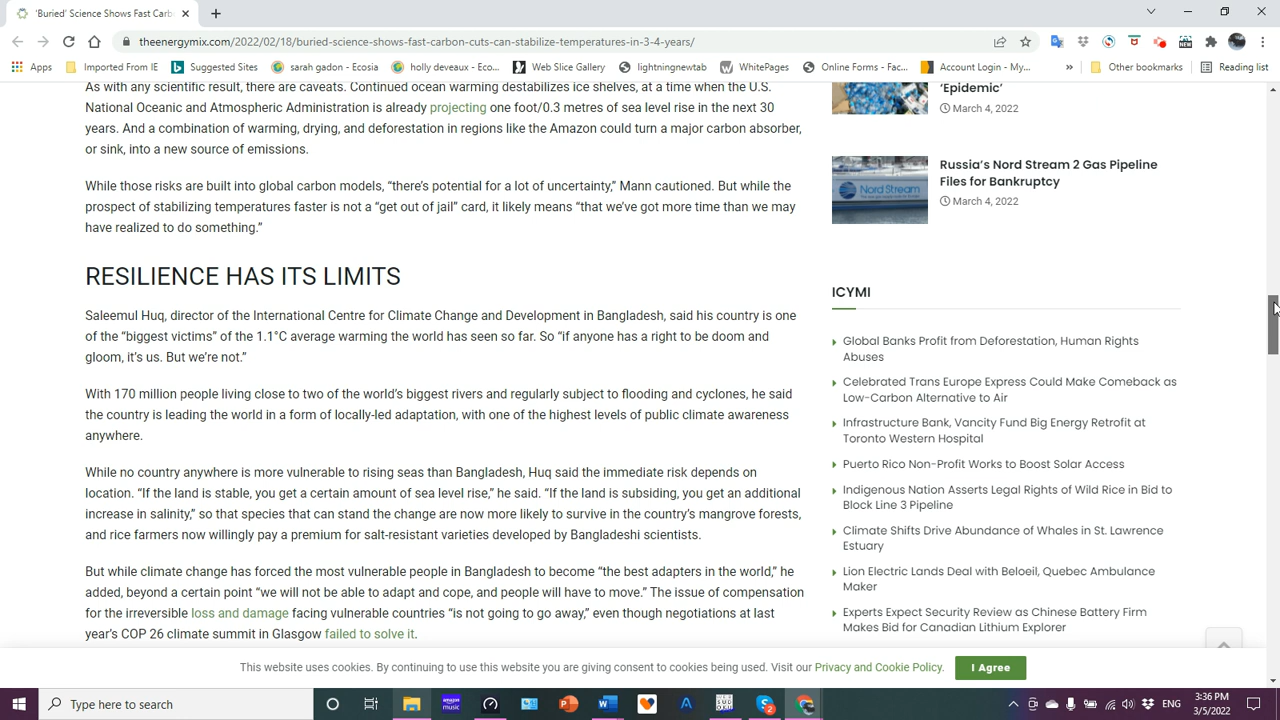 'Buried' Science Shows Fast Carb
theenergymix.com/2022/02/18/buried-science-shows-fast-carbon-cuts-can-stabilize-temperatures-in-3-4-years/
Apps
Imported From IE
Suggested Sites
sarah gadon - Ecosia
holly deveaux - Eco...
Web Slice Gallery
lightningnewtab
WhitePages
Online Forms - Fac...
Account Login - My...
»
Other bookmarks
Reading list
As with any scientific result, there are caveats. Continued ocean warming destabilizes ice shelves, at a time when the U.S.
National Oceanic and Atmospheric Administration is already projecting one foot/0.3 metres of sea level rise in the next 30
years. And a combination of warming, drying, and deforestation in regions like the Amazon could turn a major carbon absorber,
or sink, into a new source of emissions.
While those risks are built into global carbon models, “there’s potential for a lot of uncertainty,” Mann cautioned. But while the
prospect of stabilizing temperatures faster is not a “get out of jail” card, it likely means “that we’ve got more time than we may
have realized to do something.”
RESILIENCE HAS ITS LIMITS
Saleemul Huq, director of the International Centre for Climate Change and Development in Bangladesh, said his country is one
of the “biggest victims” of the 1.1°C average warming the world has seen so far. So “if anyone has a right to be doom and
gloom, it’s us. But we’re not.”
With 170 million people living close to two of the world’s biggest rivers and regularly subject to flooding and cyclones, he said
the country is leading the world in a form of locally-led adaptation, with one of the highest levels of public climate awareness
anywhere.
While no country anywhere is more vulnerable to rising seas than Bangladesh, Huq said the immediate risk depends on
location. “If the land is stable, you get a certain amount of sea level rise,” he said. “If the land is subsiding, you get an additional
increase in salinity,” so that species that can stand the change are now more likely to survive in the country’s mangrove forests,
and rice farmers now willingly pay a premium for salt-resistant varieties developed by Bangladeshi scientists.
But while climate change has forced the most vulnerable people in Bangladesh to become “the best adapters in the world,” he
added, beyond a certain point “we will not be able to adapt and cope, and people will have to move.” The issue of compensation
for the irreversible loss and damage facing vulnerable countries “is not going to go away,” even though negotiations at last
year’s COP 26 climate summit in Glasgow failed to solve it.
‘Epidemic’
March 4, 2022
Nord Stream
Russia’s Nord Stream 2 Gas Pipeline
Files for Bankruptcy
March 4, 2022
ICYMI
Global Banks Profit from Deforestation, Human Rights
Abuses
Celebrated Trans Europe Express Could Make Comeback as
Low-Carbon Alternative to Air
Infrastructure Bank, Vancity Fund Big Energy Retrofit at
Toronto Western Hospital
Puerto Rico Non-Profit Works to Boost Solar Access
Indigenous Nation Asserts Legal Rights of Wild Rice in Bid to
Block Line 3 Pipeline
Climate Shifts Drive Abundance of Whales in St. Lawrence
Estuary
Lion Electric Lands Deal with Beloeil, Quebec Ambulance
Maker
Experts Expect Security Review as Chinese Battery Firm
Makes Bid for Canadian Lithium Explorer
This website uses cookies. By continuing to use this website you are giving consent to cookies being used. Visit our Privacy and Cookie Policy.
I Agree
Type here to search
ENG
3:36 PM
3/5/2022